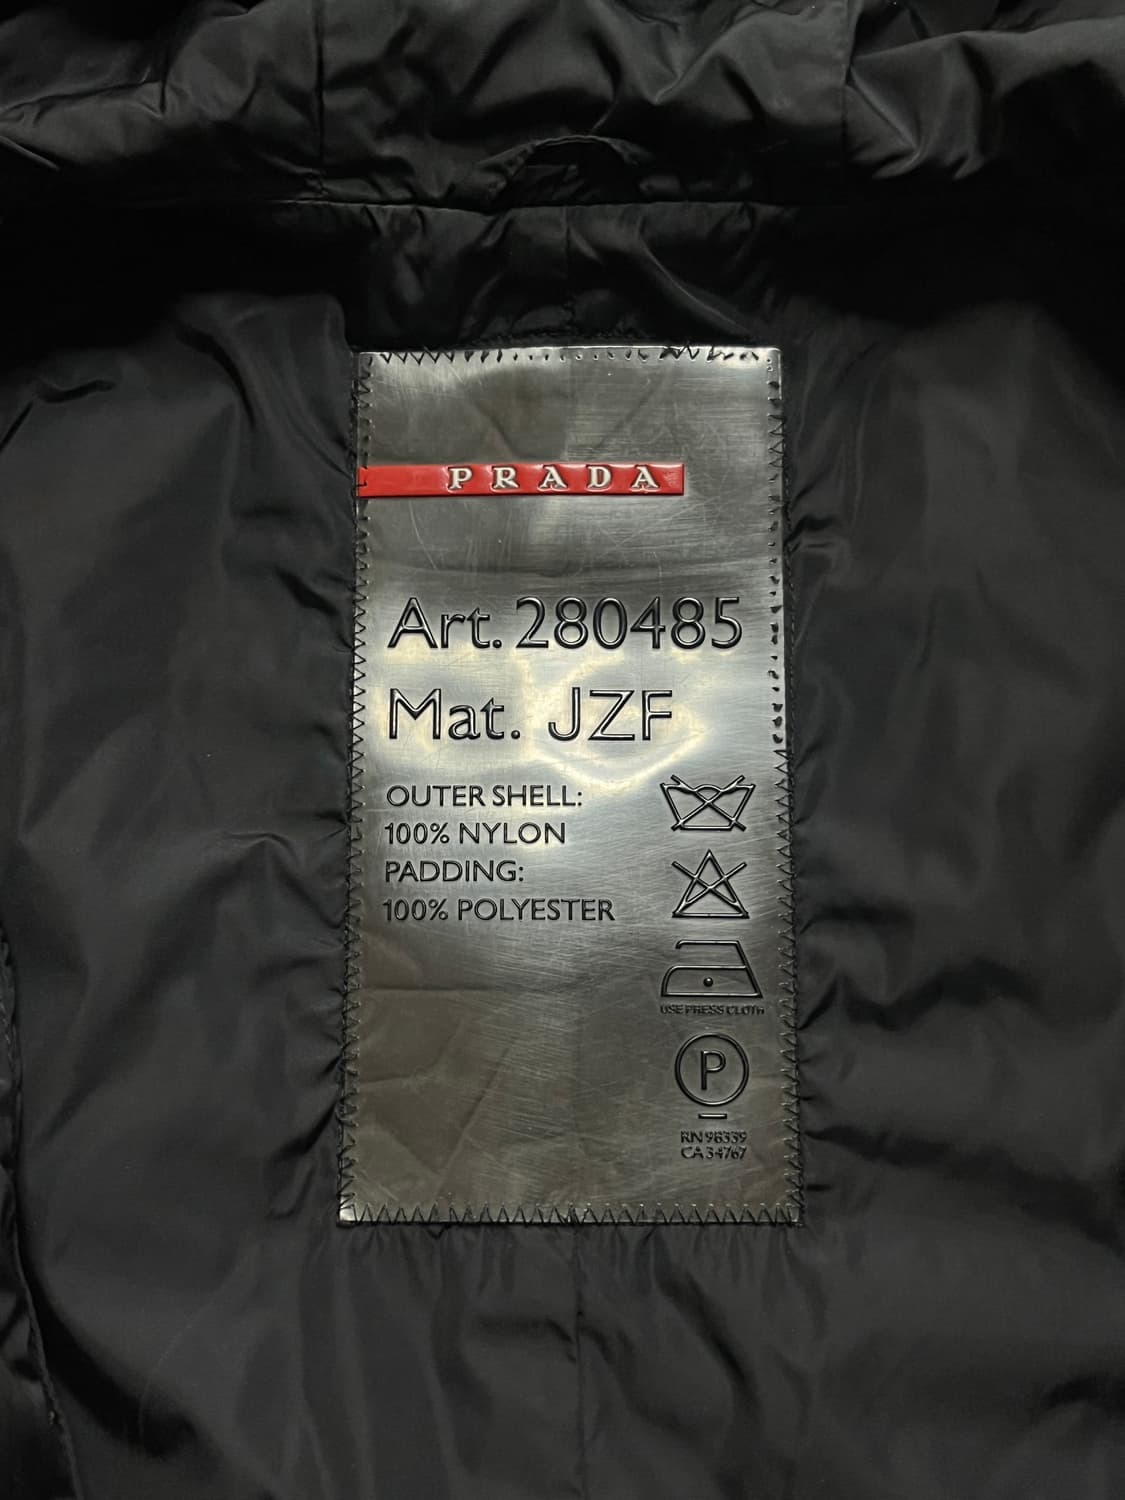 PRADA
Art. 280485
Mat. JZF
OUTER SHELL:
100% NYLON
PADDING:
100% POLYESTER
USE PRESS CLOTH
P
RN 98339
CA 34767